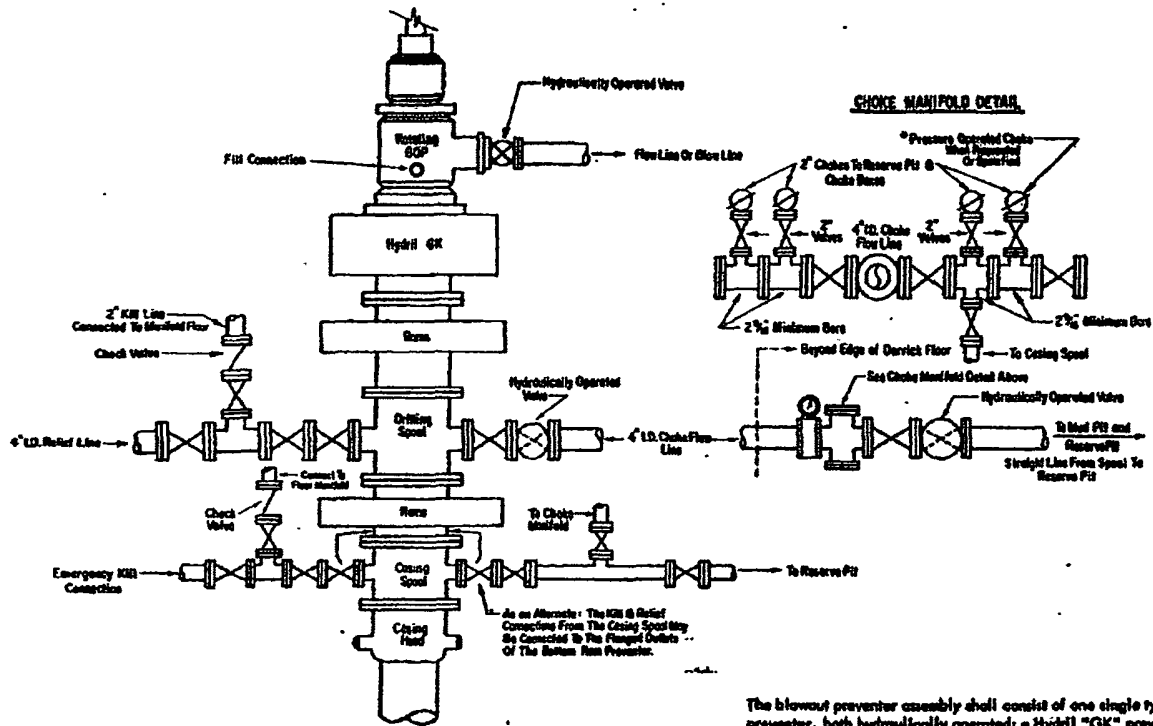 Hydraulically Operated Valve
CHOKE MANIFOLD DETAIL
Rotating
BOP
Fill Connection
Flow Line Or Blow Line
*Pressure Operated Choke
When Requested
Or Specified
2" Chokes To Reserve Pit &
Choke House
Hydril GK
2"
Valves
4" I.D. Choke
Flow Line
2"
Valves
2" Kill Line
Connected To Manifold Floor
Check Valve
Rams
2 9/16" Minimum Bore
2 9/16" Minimum Bore
To Casing Spool
Beyond Edge of Derrick Floor
See Choke Manifold Detail Above
Hydraulically Operated
Valve
Hydraulically Operated Valve
Drilling
Spool
4" I.D. Relief Line
4" I.D. Choke Flow
Line
To Mud Pit and
Reserve Pit
Straight Line From Spool To
Reserve Pit
Connect To
Floor Manifold
Check
Valve
Rams
To Choke
Manifold
Emergency Kill
Connection
Casing
Spool
To Reserve Pit
As an Alternate: The Kill & Relief
Connections From The Casing Spool May
Be Connected To The Flanged Outlets
Of The Bottom Ram Preventer.
Casing
Head
The blowout preventer assembly shall consist of one single ty
preventer, both hydraulically operated; a Hydril "GK"